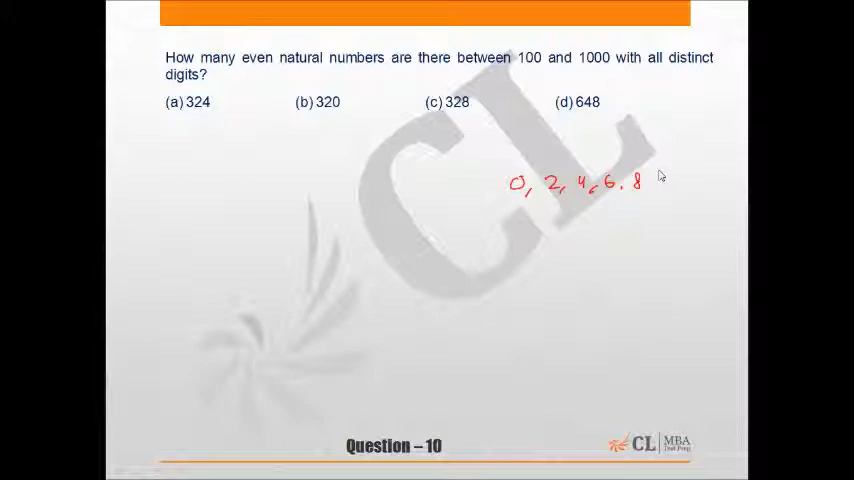 How many even natural numbers are there between 100 and 1000 with all distinct
digits?
(a) 324 (b) 320 (c) 328 (d) 648
0, 2, 4, 6. 8
CL
Question – 10
CL MBA
Test Prep